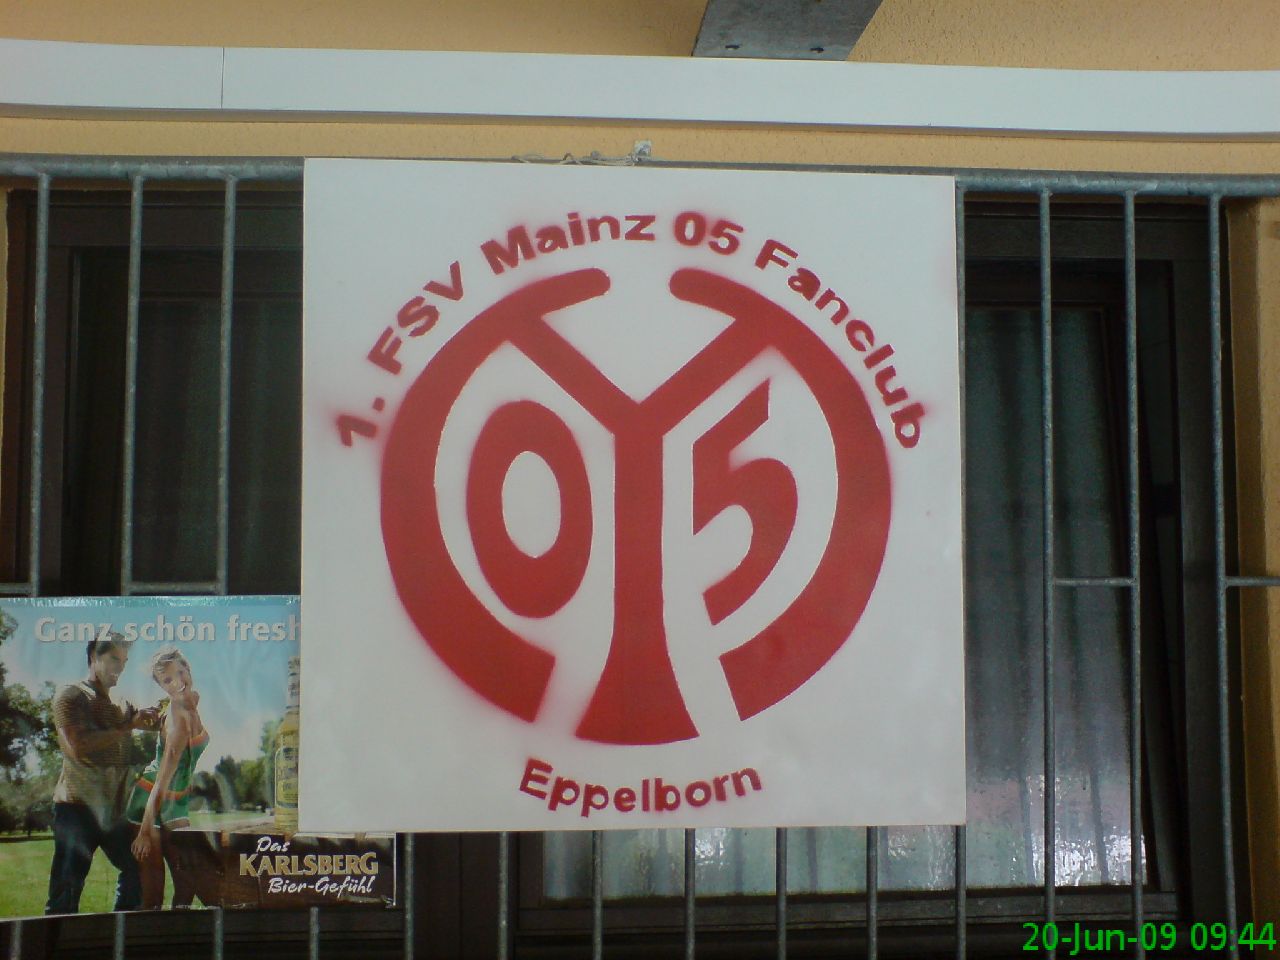 1. FSV Mainz 05 Fanclub
05
Eppelborn
Ganz schön fresh
Das
KARLSBERG
Bier-Gefühl
20-Jun-09 09:44